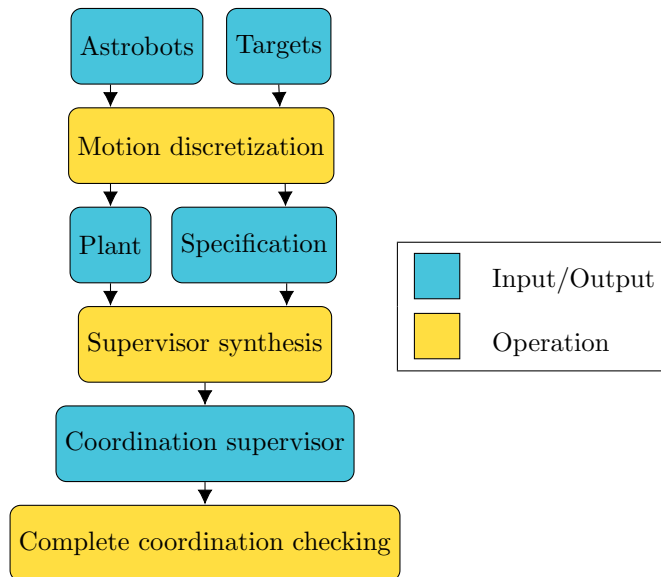 Astrobots
Targets
Motion discretization
Plant
Specification
Input/Output
Supervisor synthesis
Operation
Coordination supervisor
Complete coordination checking